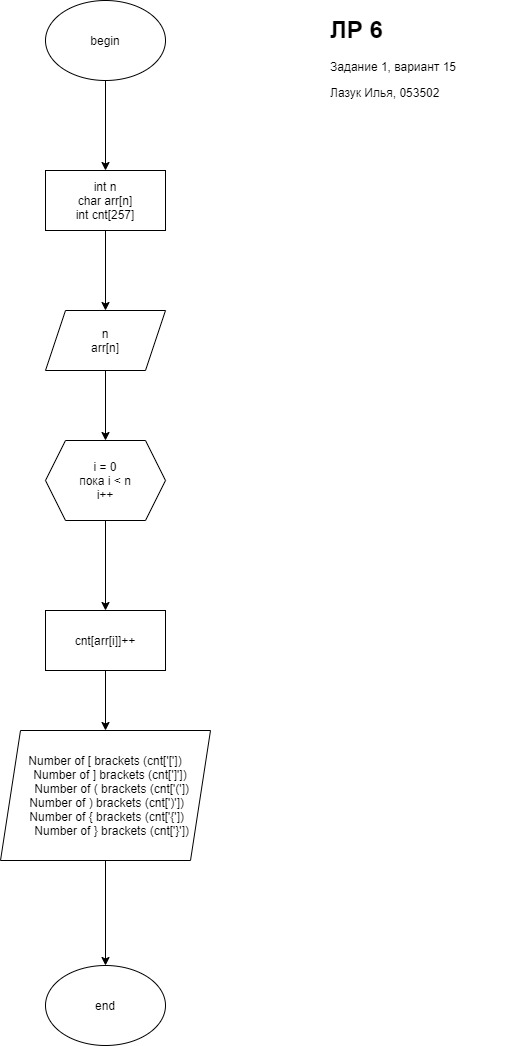 ЛР 6
Задание 1, вариант 15
Лазук Илья, 053502
begin
int n
char arr[n]
int cnt[257]
n
arr[n]
i = 0
пока i < n
i++
cnt[arr[i]]++
Number of [ brackets (cnt['['])
Number of ] brackets (cnt[']'])
Number of ( brackets (cnt['('])
Number of ) brackets (cnt[')'])
Number of { brackets (cnt['{'])
Number of } brackets (cnt['}'])
end